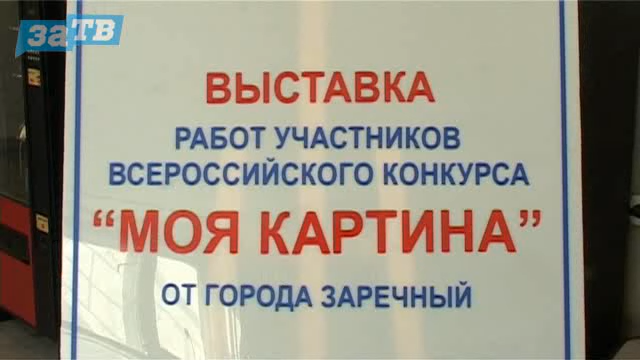 заТВ
ВЫСТАВКА
РАБОТ УЧАСТНИКОВ
ВСЕРОССИЙСКОГО КОНКУРСА
“МОЯ КАРТИНА”
ОТ ГОРОДА ЗАРЕЧНЫЙ